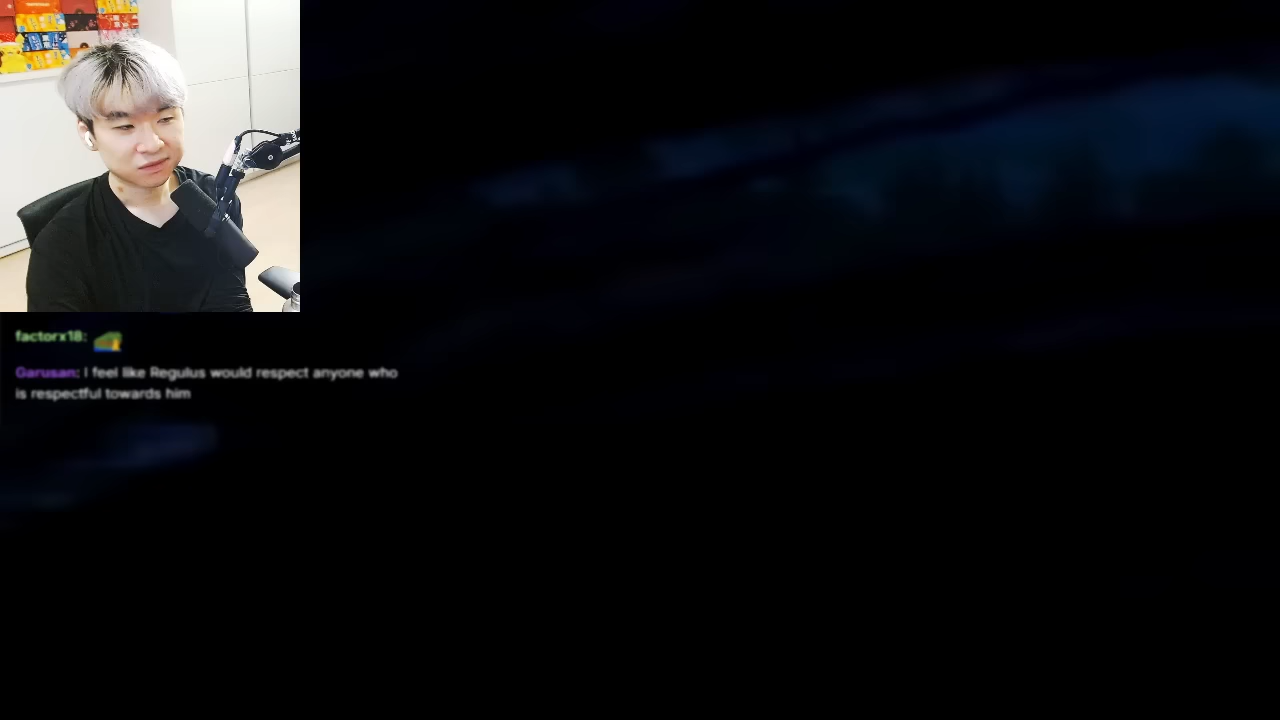 factorx18:
Garusan: I feel like Regulus would respect anyone who
is respectful towards him